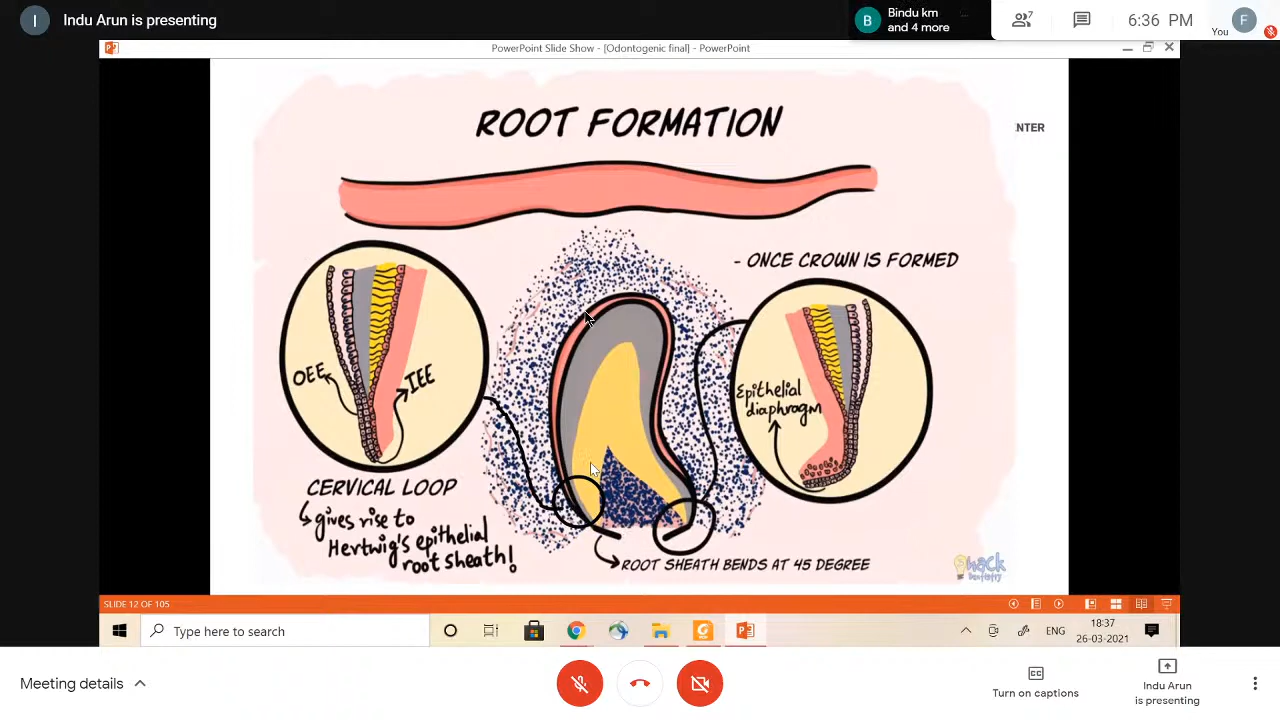 I
Indu Arun is presenting
B
Bindu km
and 4 more
7
6:36 PM
F
You
PowerPoint Slide Show - [Odontogenic final] - PowerPoint
ROOT FORMATION
NTER
- ONCE CROWN IS FORMED
OEE
IEE
Epithelial
diaphragm
CERVICAL LOOP
gives rise to
Hertwig's epithelial
root sheath!
ROOT SHEATH BENDS AT 45 DEGREE
Hack
Dentistry
SLIDE 12 OF 105
Type here to search
ENG
18:37
26-03-2021
Meeting details
Turn on captions
Indu Arun
is presenting